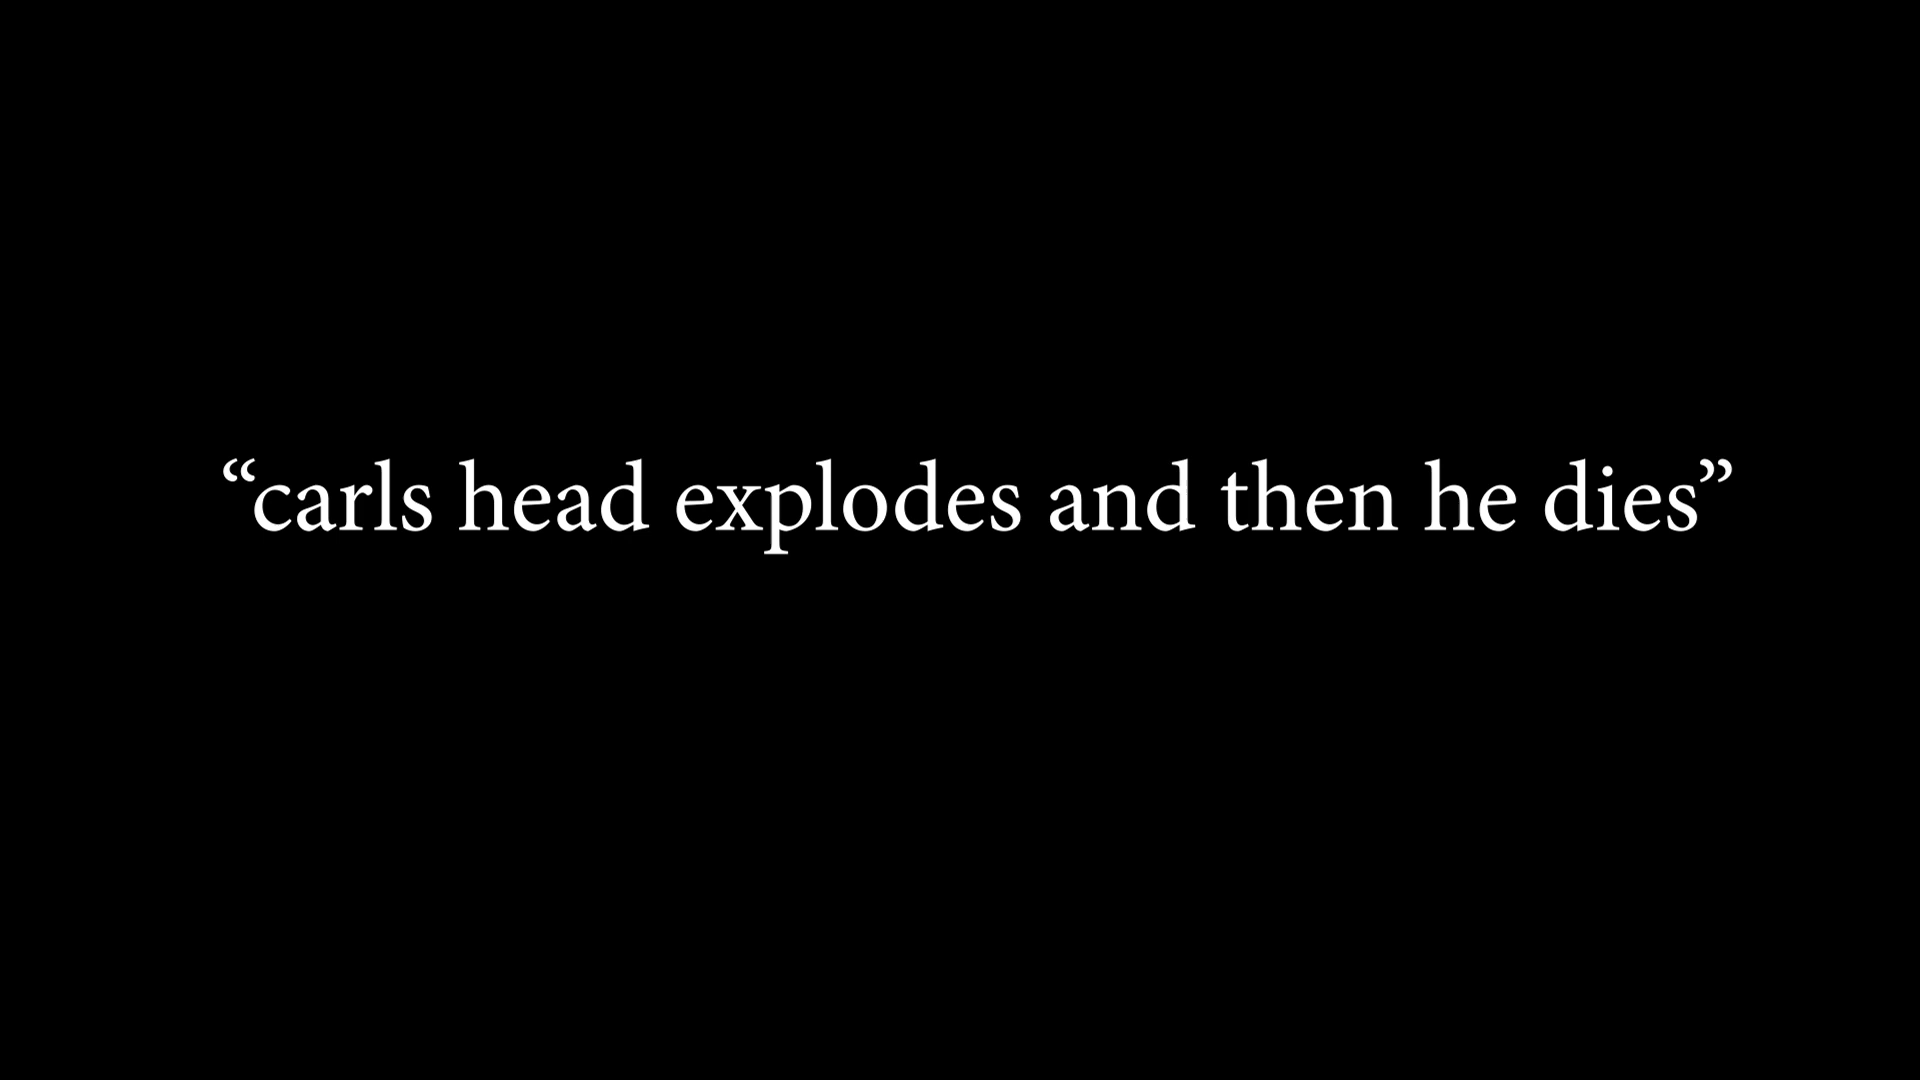 “carls head explodes and then he dies”